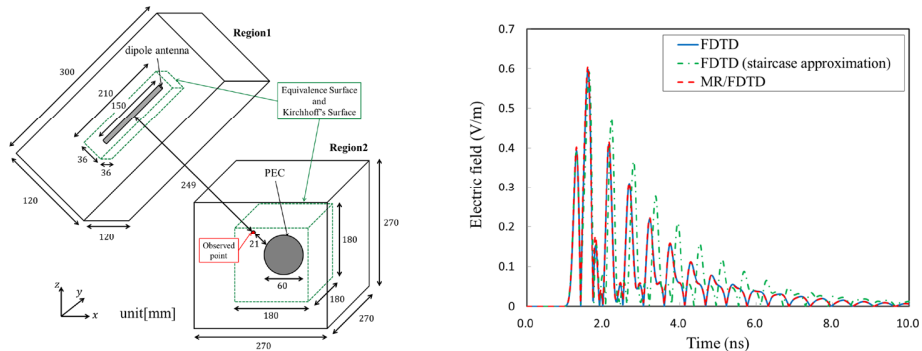 Region1
dipole antenna
300
210
150
Equivalence Surface
and
Kirchhoff's Surface
36
36
249
120
120
Region2
PEC
Observed
point
21
60
180
180
180
270
270
270
z
y
x
unit[mm]
Electric field (V/m)
0.7
0.6
0.5
0.4
0.3
0.2
0.1
0
FDTD
FDTD (staircase approximation)
MR/FDTD
0.0 2.0 4.0 6.0 8.0 10.0
Time (ns)